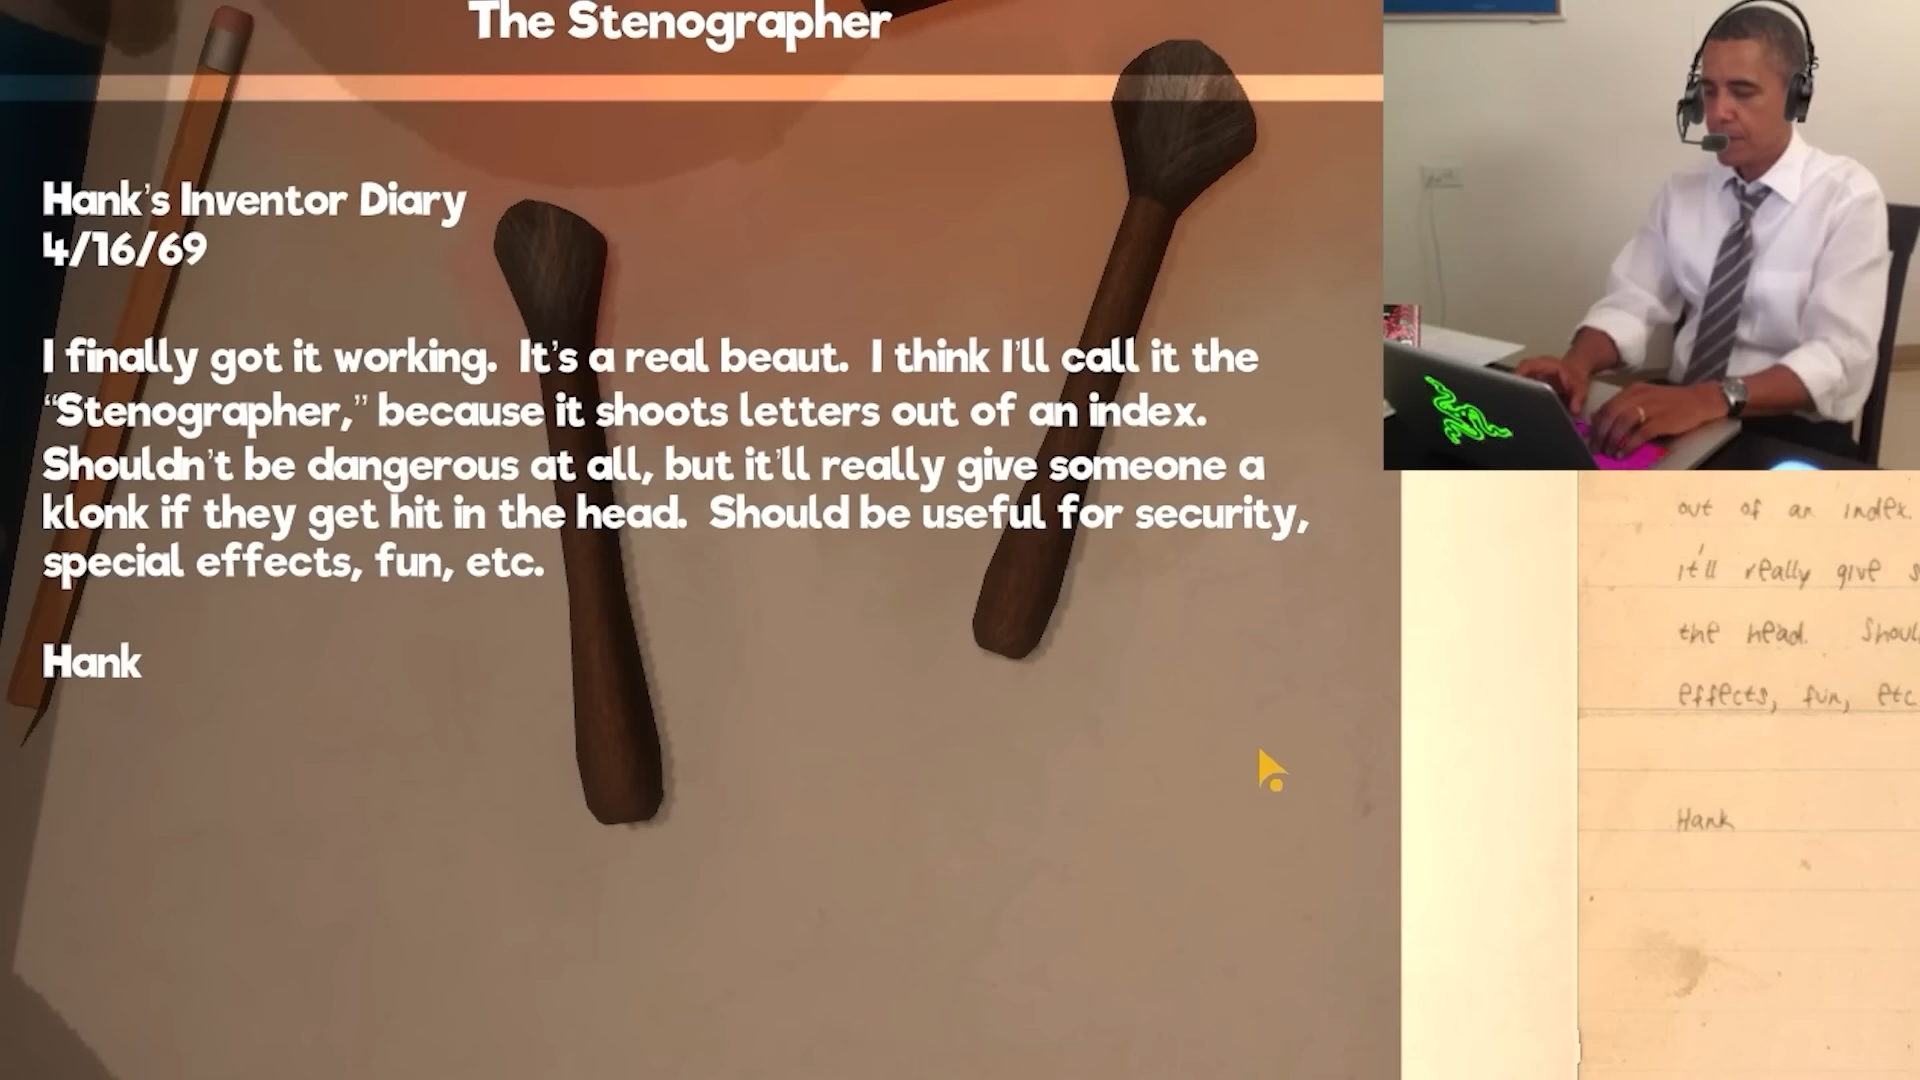 The Stenographer
Hank's Inventor Diary
4/16/69
I finally got it working. It's a real beaut. I think I'll call it the
“Stenographer,” because it shoots letters out of an index.
Shouldn't be dangerous at all, but it'll really give someone a
klonk if they get hit in the head. Should be useful for security,
special effects, fun, etc.
Hank
out of an index.
it'll really give s
the head. Shoul
effects, fun, etc
Hank